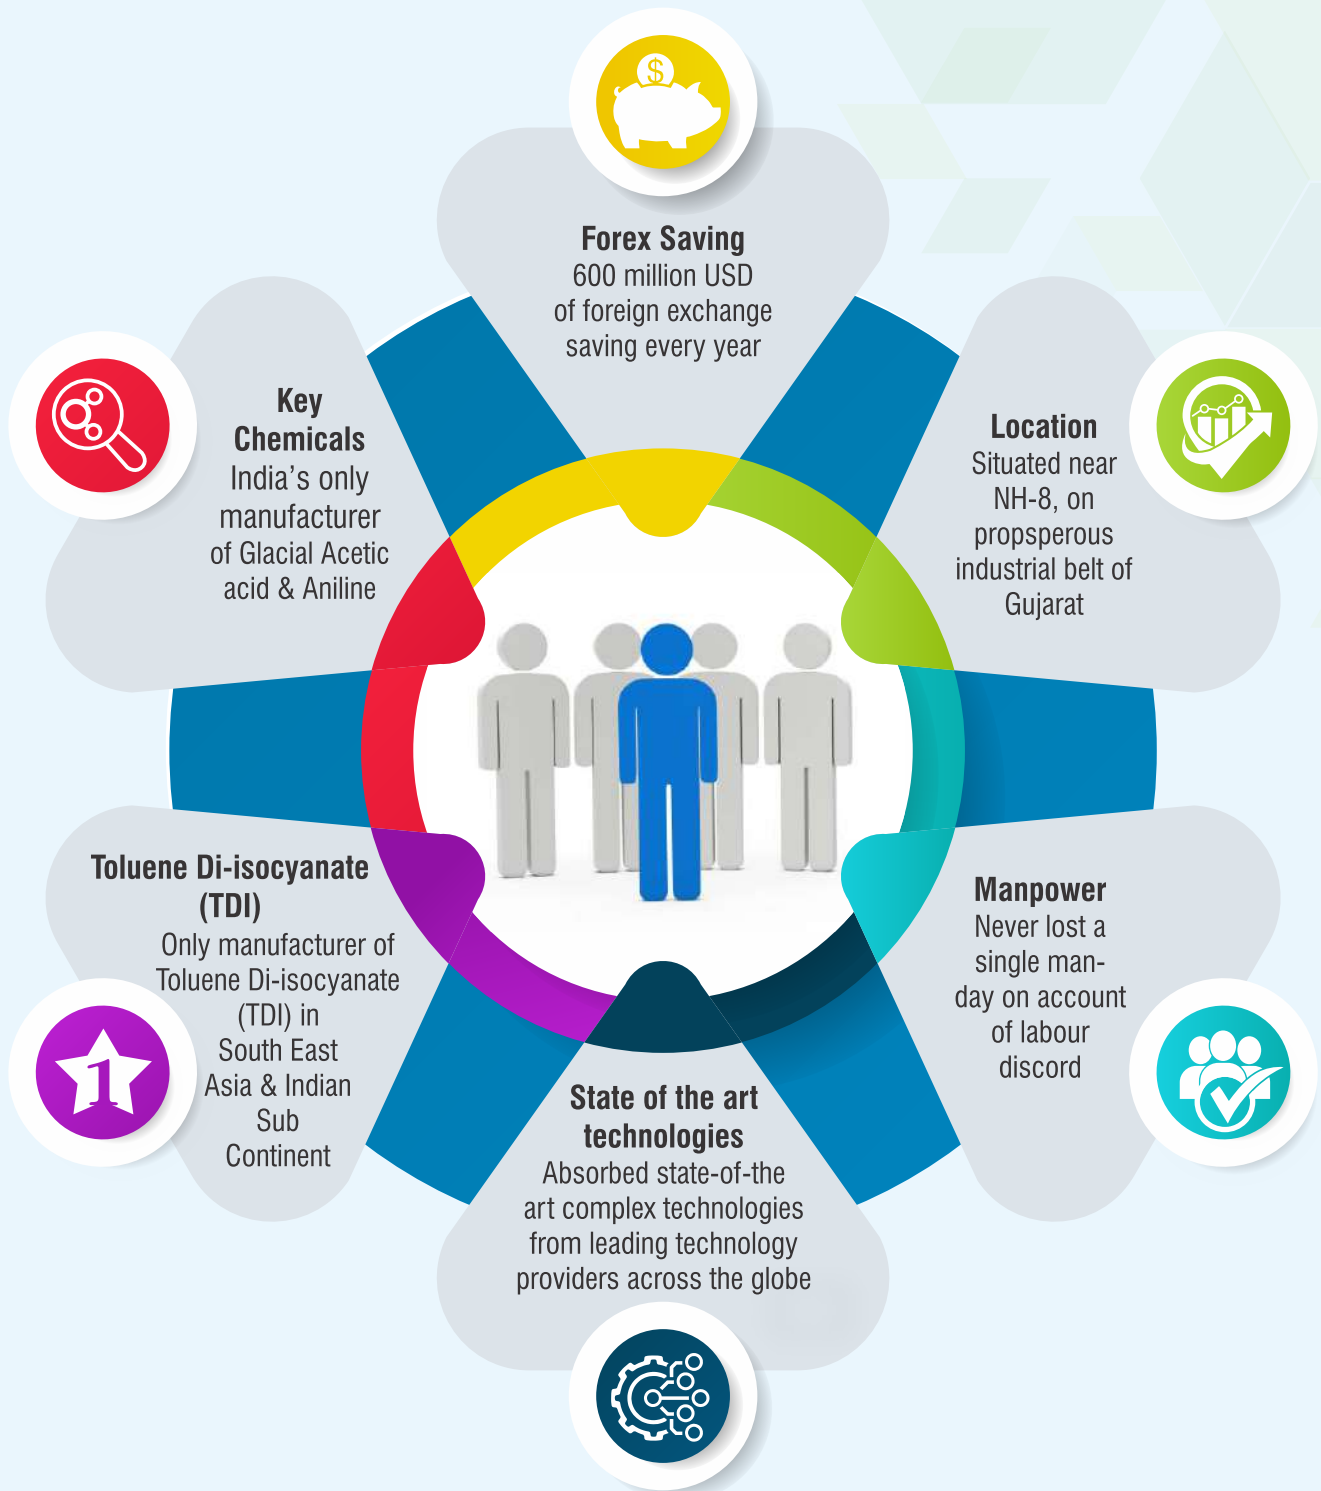 $
Forex Saving
600 million USD
of foreign exchange
saving every year
Location
Situated near
NH-8, on
propsperous
industrial belt of
Gujarat
Manpower
Never lost a
single man-
day on account
of labour
discord
State of the art
technologies
Absorbed state-of-the
art complex technologies
from leading technology
providers across the globe
Toluene Di-isocyanate
(TDI)
Only manufacturer of
Toluene Di-isocyanate
(TDI) in
South East
Asia & Indian
Sub
Continent
1
Key
Chemicals
India’s only
manufacturer
of Glacial Acetic
acid & Aniline